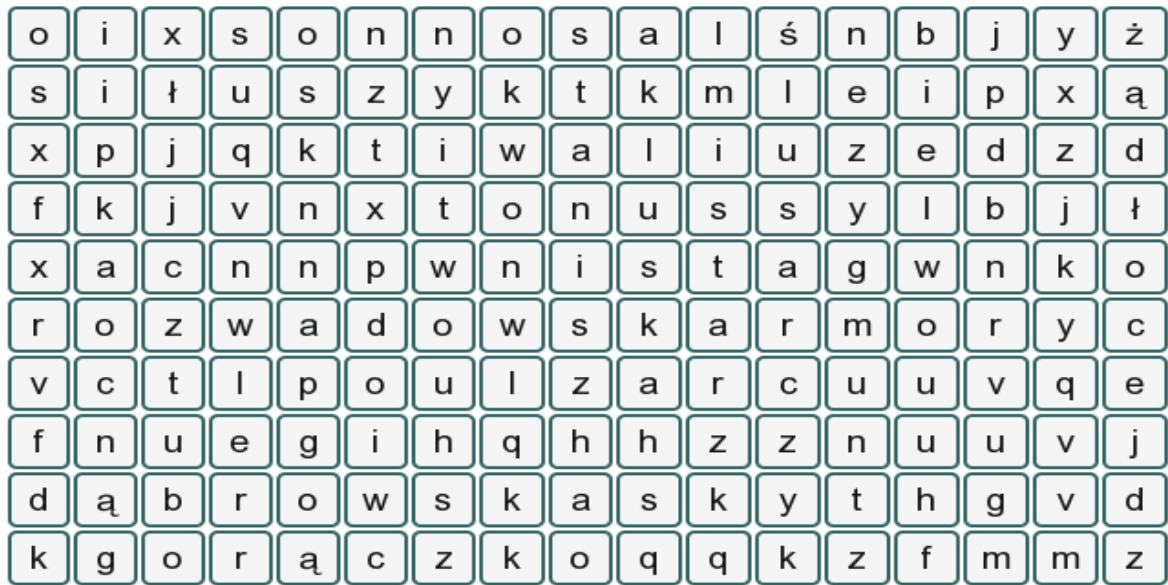 o i x s o n n o s a l ś n b j y ż
s i ł u s z y k t k m l e i p x ą
x p j q k t i w a l i u z e d z d
f k j v n x t o n u s s y l b j ł
x a c n n p w n i s t a g w n k o
r o z w a d o w s k a r m o r y c
v c t l p o u l z a r c u u v q e
f n u e g i h q h h z z n u u v j
d ą b r o w s k a s k y t h g v d
k g o r ą c z k o q q k z f m m z